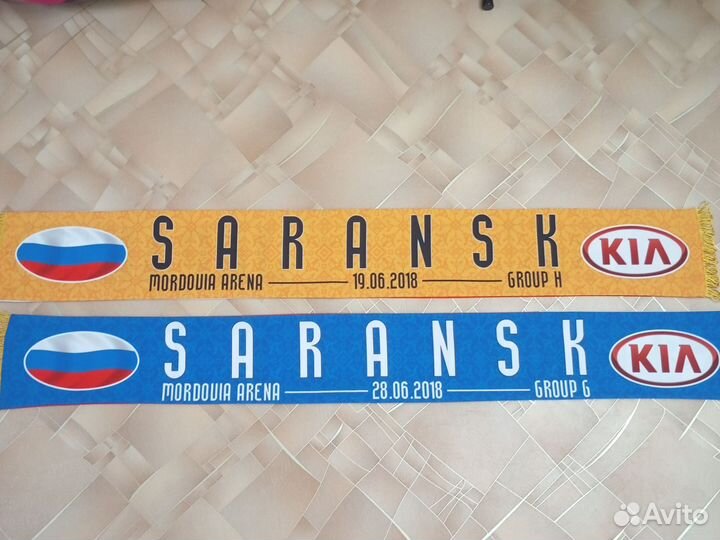 SARANSK
MORDOVIA ARENA 19.06.2018 GROUP H
KIA
SARANSK
MORDOVIA ARENA 28.06.2018 GROUP G
KIA
Avito